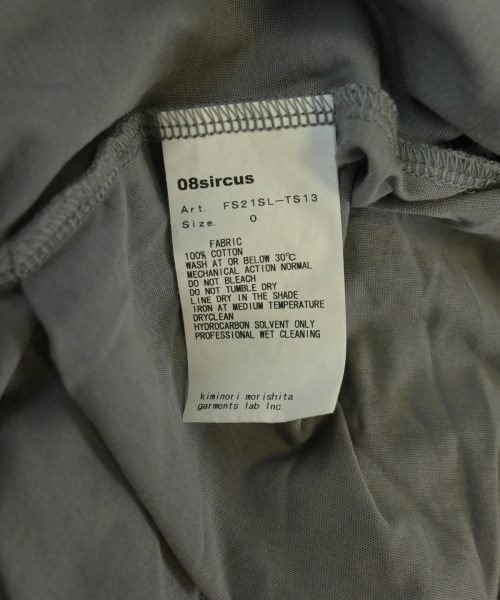 08sircus
Art. FS21SL-TS13
Size. 0
FABRIC
100% COTTON
WASH AT OR BELOW 30℃
MECHANICAL ACTION NORMAL
DO NOT BLEACH
DO NOT TUMBLE DRY
LINE DRY IN THE SHADE
IRON AT MEDIUM TEMPERATURE
DRYCLEAN
HYDROCARBON SOLVENT ONLY
PROFESSIONAL WET CLEANING
kiminori morishita
garments lab Inc.